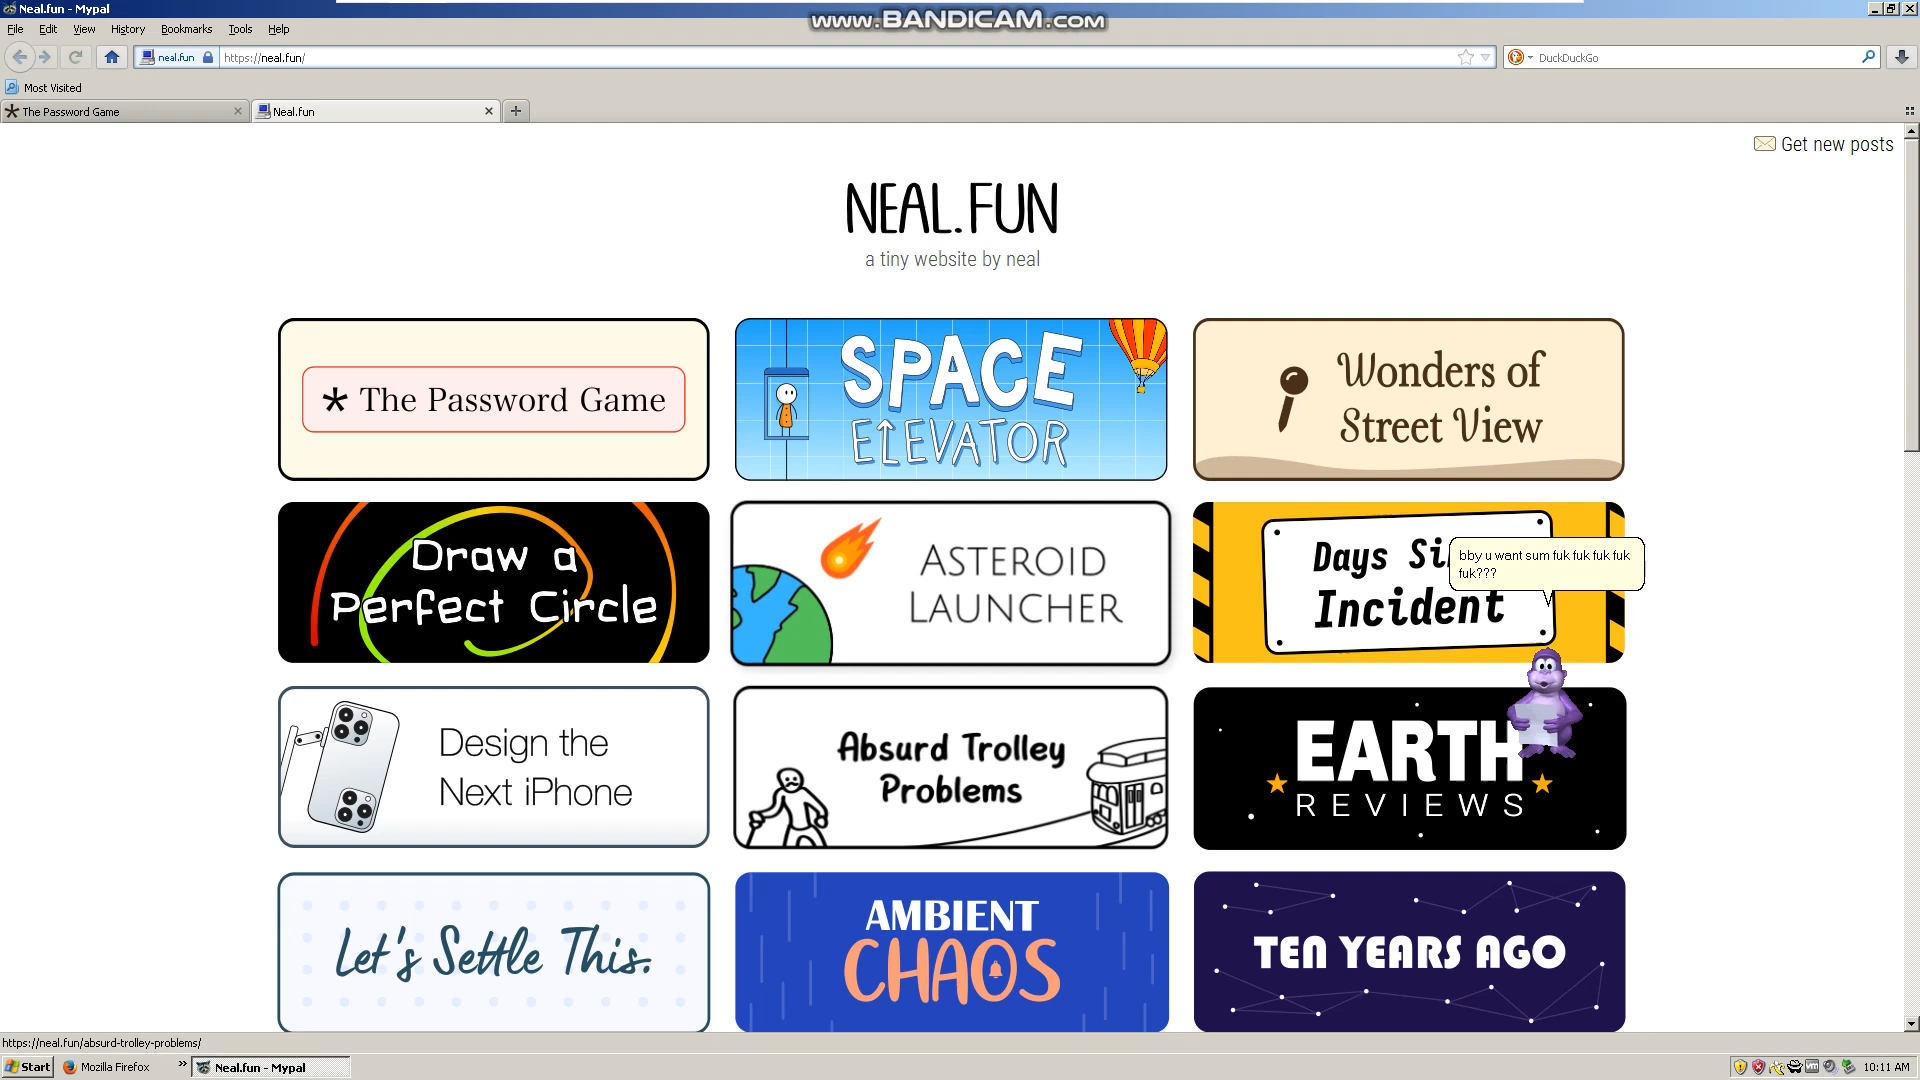 Neal.fun - Mypal
www.BANDICAM.com
File Edit View History Bookmarks Tools Help
neal.fun https://neal.fun/ DuckDuckGo
Most Visited
The Password Game Neal.fun
Get new posts
NEAL.FUN
a tiny website by neal
* The Password Game
SPACE
ELEVATOR
Wonders of
Street View
Draw a
Perfect Circle
ASTEROID
LAUNCHER
Days Si
Incident
bby u want sum fuk fuk fuk fuk
fuk???
Design the
Next iPhone
Absurd Trolley
Problems
EARTH
REVIEWS
Let's Settle This.
AMBIENT
CHAOS
TEN YEARS AGO
https://neal.fun/absurd-trolley-problems/
Start Mozilla Firefox » Neal.fun - Mypal 10:11 AM